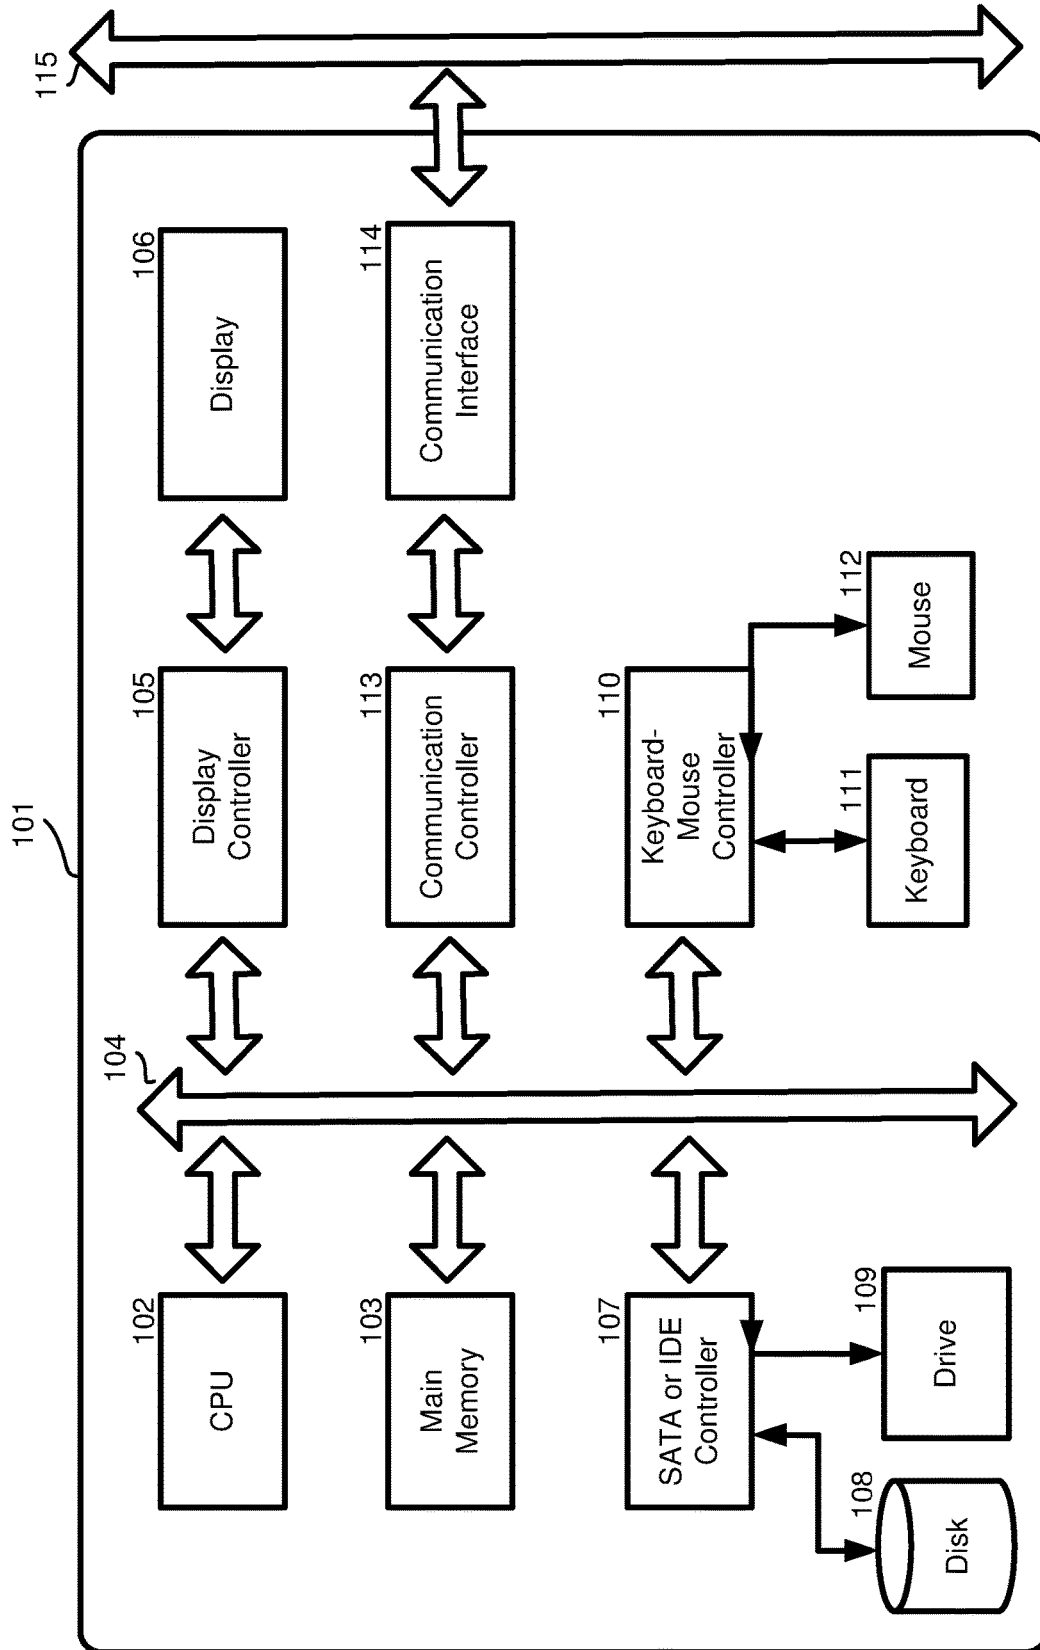 101
115
102
CPU
104
105
Display
Controller
106
Display
103
Main
Memory
113
Communication
Controller
114
Communication
Interface
107
SATA or IDE
Controller
110
Keyboard-
Mouse
Controller
108
Disk
109
Drive
111
Keyboard
112
Mouse